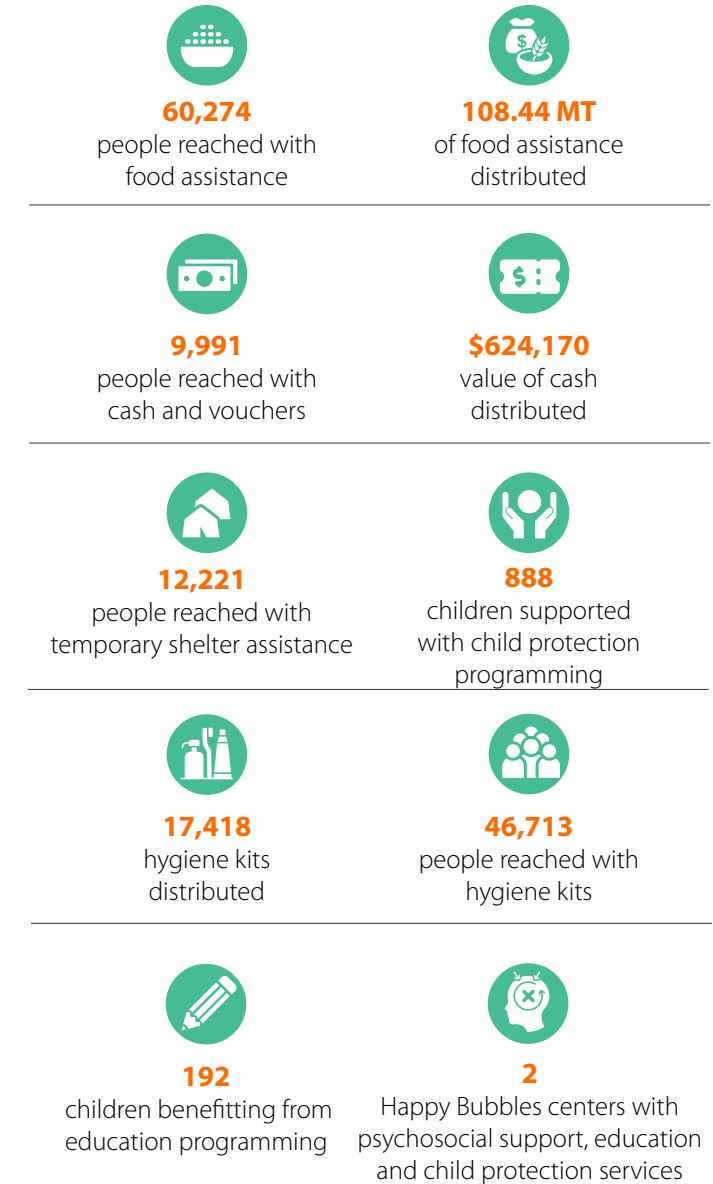 60,274
people reached with
food assistance
108.44 MT
of food assistance
distributed
9,991
people reached with
cash and vouchers
$624,170
value of cash
distributed
12,221
people reached with
temporary shelter assistance
888
children supported
with child protection
programming
17,418
hygiene kits
distributed
46,713
people reached with
hygiene kits
192
children benefitting from
education programming
2
Happy Bubbles centers with
psychosocial support, education
and child protection services